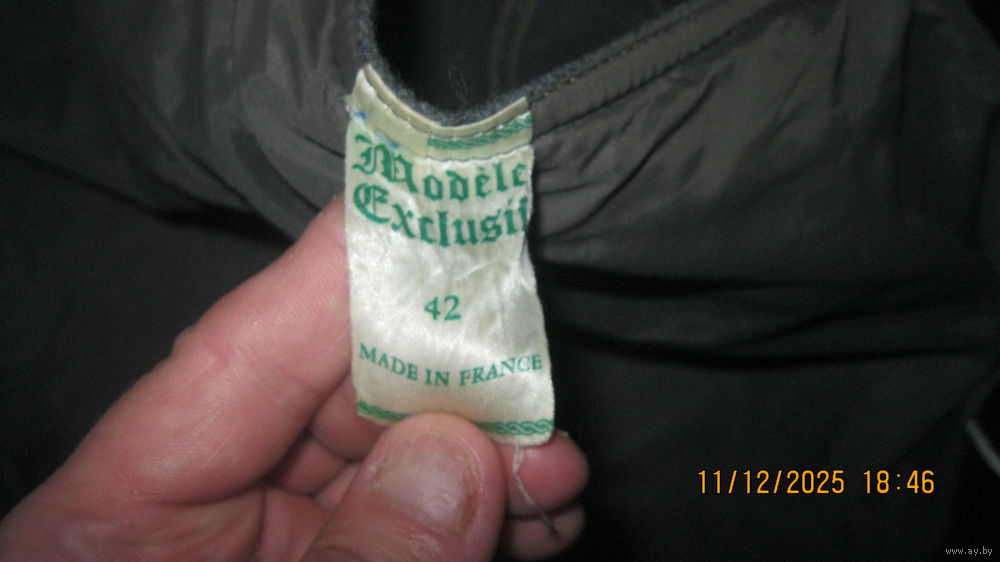 Modèle
Exclusif
42
MADE IN FRANCE
11/12/2025 18:46
www.ay.by